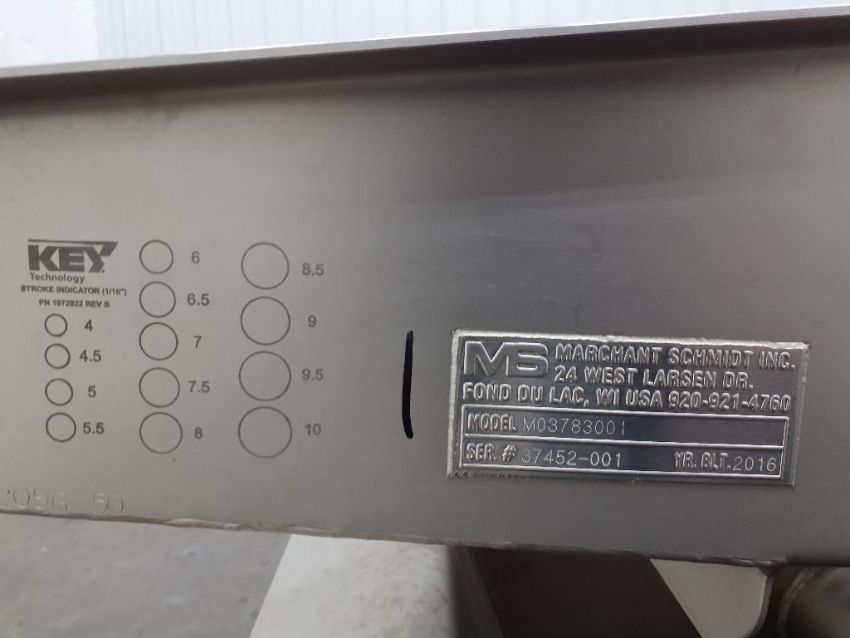 KEY
Technology
STROKE INDICATOR (1/16")
PN 1072922 REV B
4
4.5
5
5.5
6
6.5
7
7.5
8
8.5
9
9.5
10
MS MARCHANT SCHMIDT INC.
24 WEST LARSEN DR.
FOND DU LAC, WI USA 920-921-4760
MODEL M03783001
SER. # 37452-001 YR. BLT. 2016
50